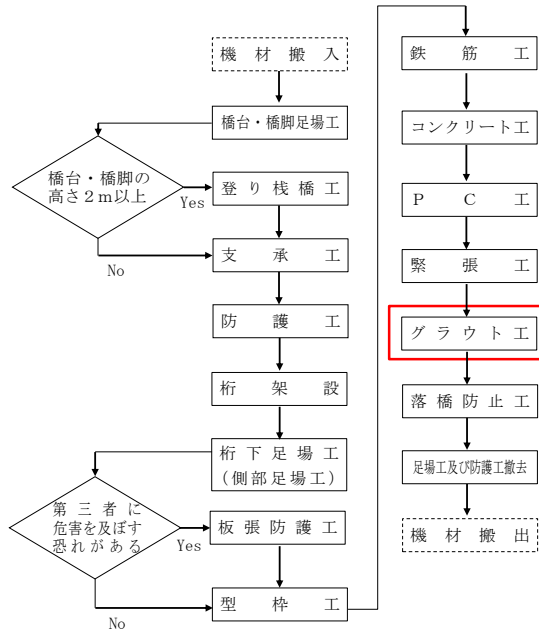 機材搬入
橋台・橋脚足場工
橋台・橋脚の
高さ2m以上
Yes
No
登り桟橋工
支承工
防護工
桁架設
桁下足場工
(側部足場工)
第三者に
危害を及ぼす
恐れがある
Yes
No
板張防護工
型枠工
鉄筋工
コンクリート工
PC工
緊張工
グラウト工
落橋防止工
足場工及び防護工撤去
機材搬出